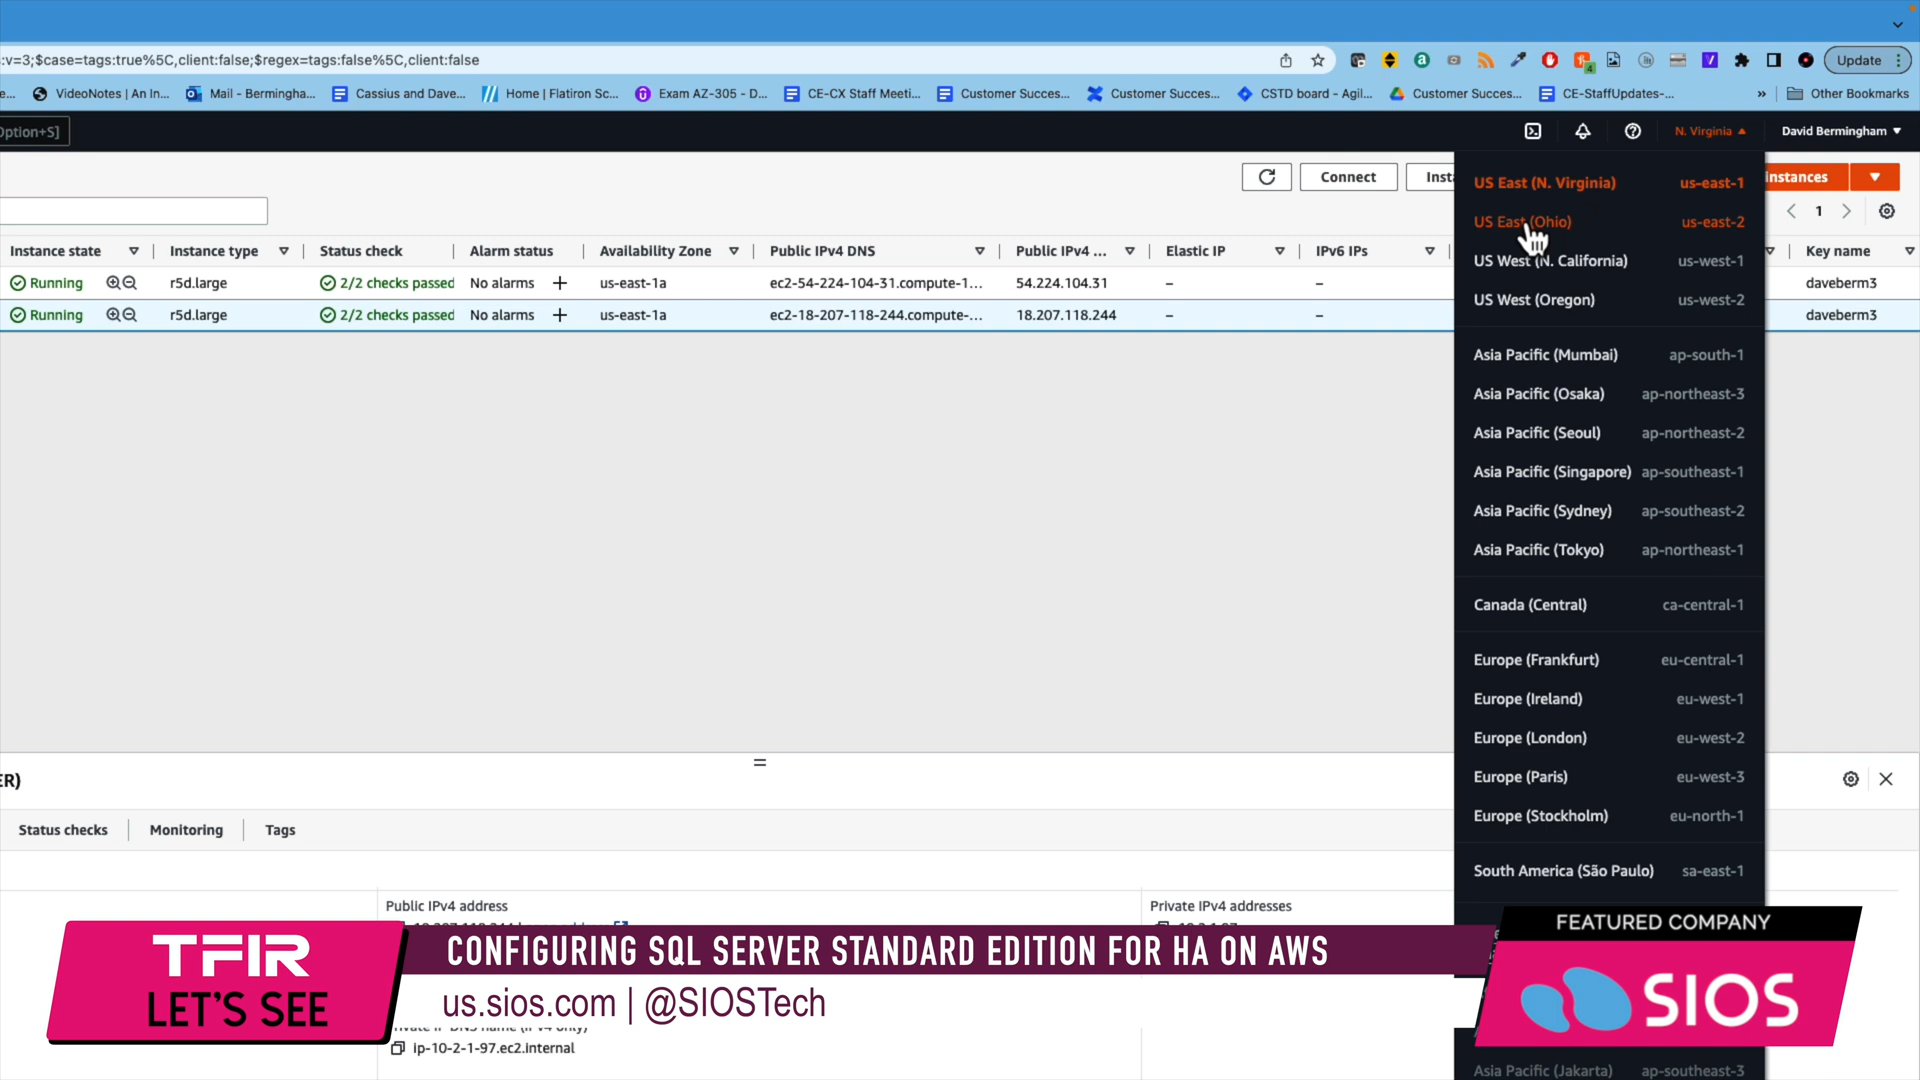 :v=3;$case=tags:true%5C,client:false;$regex=tags:false%5C,client:false
Update
e...
VideoNotes | An In...
Mail - Bermingha...
Cassius and Dave...
Home | Flatiron Sc...
Exam AZ-305 - D...
CE-CX Staff Meeti...
Customer Succes...
Customer Succes...
CSTD board - Agil...
Customer Succes...
CE-StaffUpdates-...
»
Other Bookmarks
Option+S]
N. Virginia
David Bermingham
Connect
Inst
Instances
1
Instance state
Instance type
Status check
Alarm status
Availability Zone
Public IPv4 DNS
Public IPv4 ...
Elastic IP
IPv6 IPs
Key name
Running r5d.large 2/2 checks passed No alarms + us-east-1a ec2-54-224-104-31.compute-1... 54.224.104.31 – – daveberm3
Running r5d.large 2/2 checks passed No alarms + us-east-1a ec2-18-207-118-244.compute-... 18.207.118.244 – – daveberm3
US East (N. Virginia) us-east-1
US East (Ohio) us-east-2
US West (N. California) us-west-1
US West (Oregon) us-west-2
Asia Pacific (Mumbai) ap-south-1
Asia Pacific (Osaka) ap-northeast-3
Asia Pacific (Seoul) ap-northeast-2
Asia Pacific (Singapore) ap-southeast-1
Asia Pacific (Sydney) ap-southeast-2
Asia Pacific (Tokyo) ap-northeast-1
Canada (Central) ca-central-1
Europe (Frankfurt) eu-central-1
Europe (Ireland) eu-west-1
Europe (London) eu-west-2
Europe (Paris) eu-west-3
Europe (Stockholm) eu-north-1
South America (São Paulo) sa-east-1
Asia Pacific (Jakarta) ap-southeast-3
ER)
Status checks
Monitoring
Tags
Public IPv4 address
Private IPv4 addresses
ip-10-2-1-97.ec2.internal
TFIR
LET'S SEE
CONFIGURING SQL SERVER STANDARD EDITION FOR HA ON AWS
us.sios.com | @SIOSTech
FEATURED COMPANY
SIOS